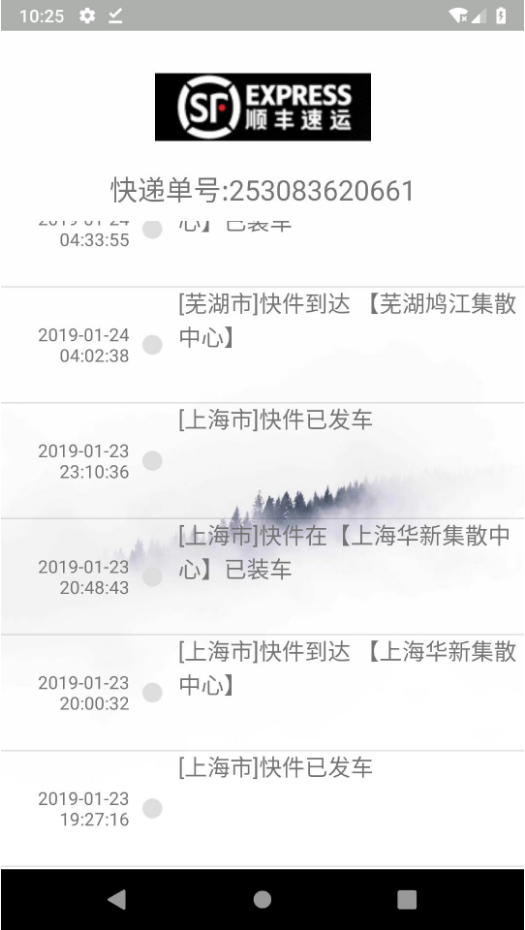 10:25
SF EXPRESS
顺丰速运
快递单号:253083620661
2019-01-24
04:33:55
心】已装车
[芜湖市]快件到达 【芜湖鸠江集散
中心】
2019-01-24
04:02:38
[上海市]快件已发车
2019-01-23
23:10:36
[上海市]快件在【上海华新集散中
心】已装车
2019-01-23
20:48:43
[上海市]快件到达 【上海华新集散
中心】
2019-01-23
20:00:32
[上海市]快件已发车
2019-01-23
19:27:16